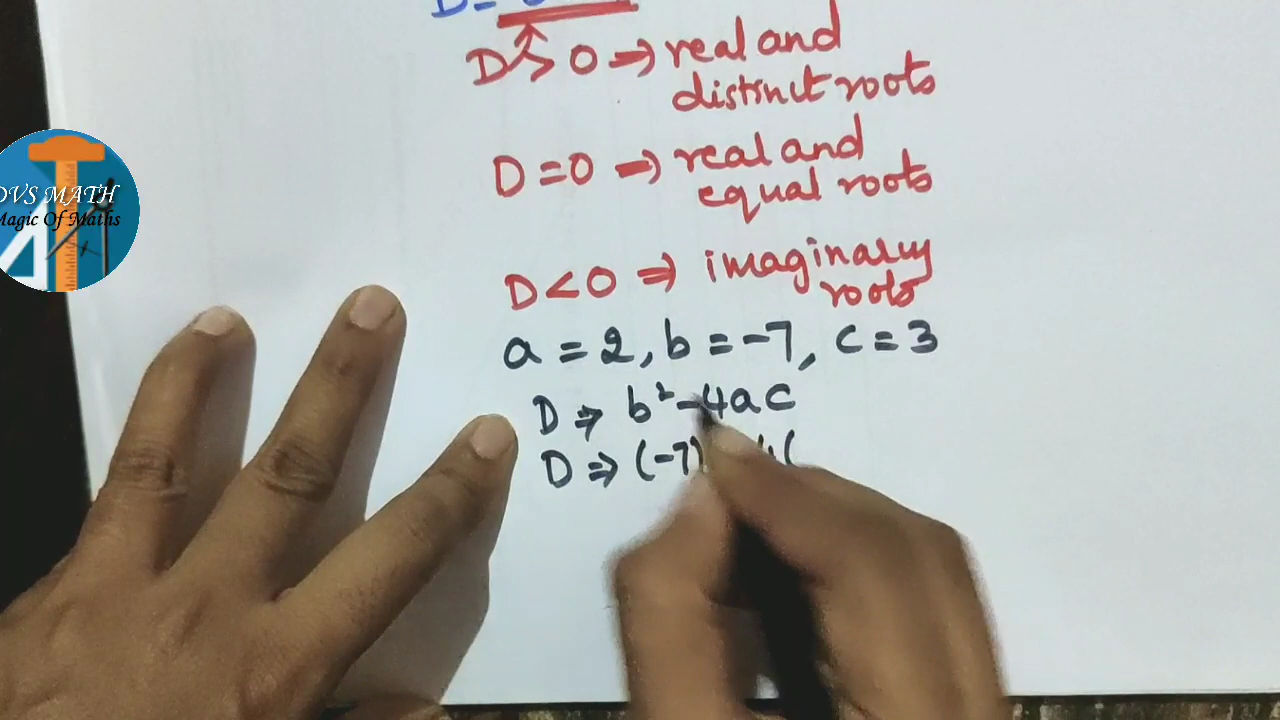 D =
D > 0 ⇒ real and
distinct roots
D = 0 ⇒ real and
equal roots
D < 0 ⇒ imaginary
roots
a = 2, b = -7, c = 3
D ⇒ b² - 4ac
D ⇒ (-7) 4(
DVS MATH
Magic Of Maths